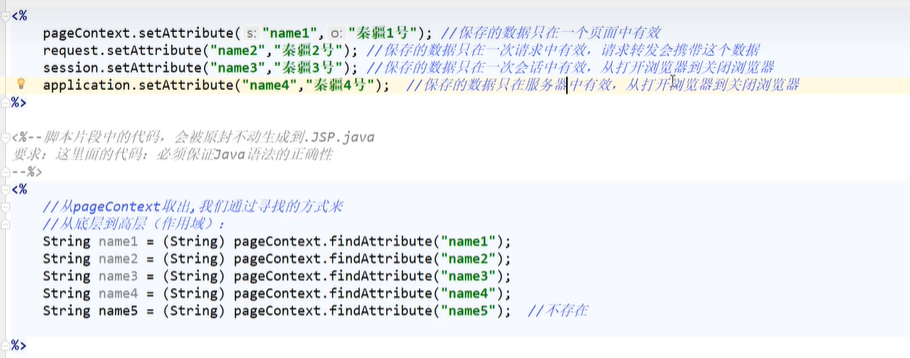 <%
pageContext.setAttribute( s: "name1", o: "秦疆1号"); //保存的数据只在一个页面中有效
request.setAttribute("name2","秦疆2号"); //保存的数据只在一次请求中有效，请求转发会携带这个数据
session.setAttribute("name3","秦疆3号"); //保存的数据只在一次会话中有效，从打开浏览器到关闭浏览器
application.setAttribute("name4","秦疆4号");  //保存的数据只在服务器中有效，从打开浏览器到关闭浏览器
%>
<%--脚本片段中的代码，会被原封不动生成到.JSP.java
要求：这里面的代码：必须保证Java语法的正确性
--%>
<%
//从pageContext取出,我们通过寻找的方式来
//从底层到高层（作用域）：
String name1 = (String) pageContext.findAttribute("name1");
String name2 = (String) pageContext.findAttribute("name2");
String name3 = (String) pageContext.findAttribute("name3");
String name4 = (String) pageContext.findAttribute("name4");
String name5 = (String) pageContext.findAttribute("name5");  //不存在
%>